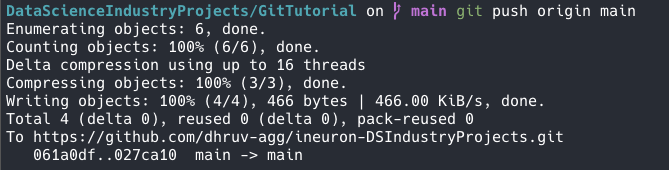 DataScienceIndustryProjects/GitTutorial on main git push origin main
Enumerating objects: 6, done.
Counting objects: 100% (6/6), done.
Delta compression using up to 16 threads
Compressing objects: 100% (3/3), done.
Writing objects: 100% (4/4), 466 bytes | 466.00 KiB/s, done.
Total 4 (delta 0), reused 0 (delta 0), pack-reused 0
To https://github.com/dhruv-agg/ineuron-DSIndustryProjects.git
   061a0df..027ca10  main -> main